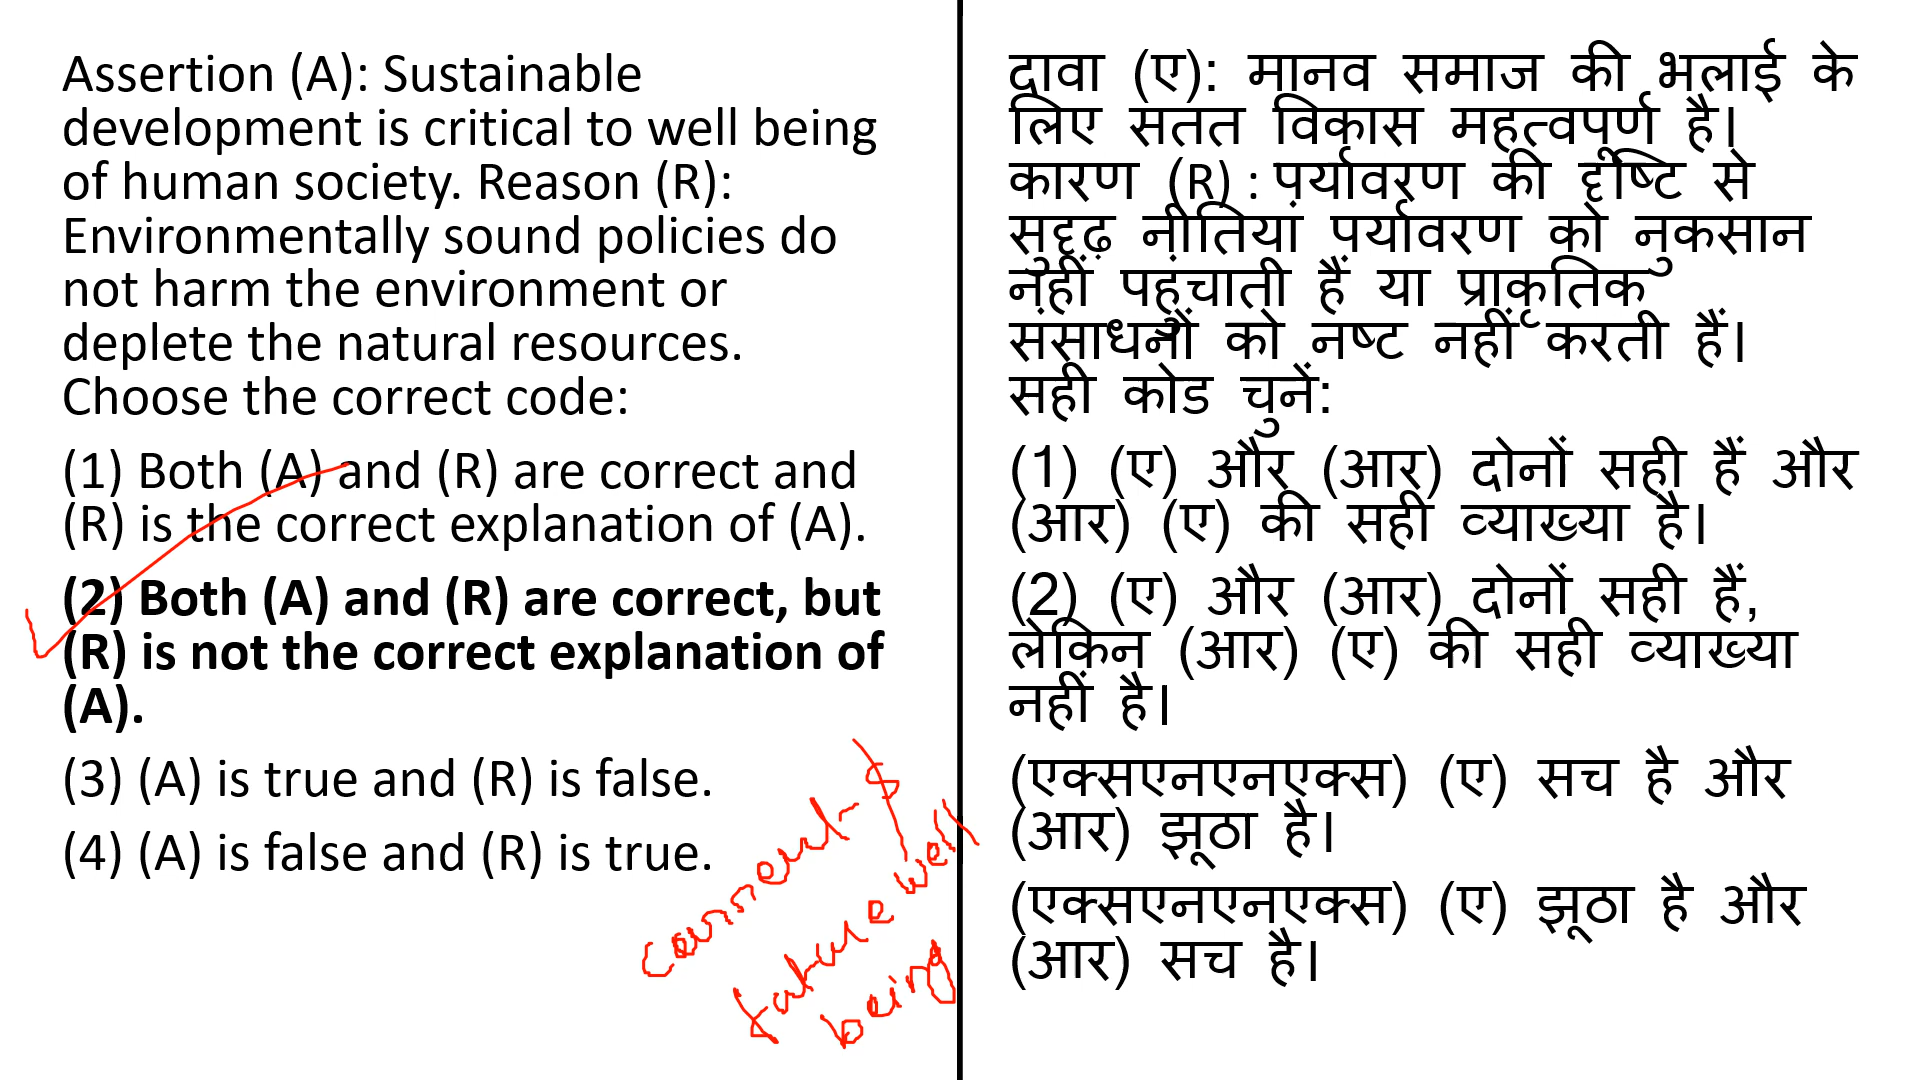 Assertion (A): Sustainable
development is critical to well being
of human society. Reason (R):
Environmentally sound policies do
not harm the environment or
deplete the natural resources.
Choose the correct code:
(1) Both (A) and (R) are correct and
(R) is the correct explanation of (A).
(2) Both (A) and (R) are correct, but
(R) is not the correct explanation of
(A).
(3) (A) is true and (R) is false.
(4) (A) is false and (R) is true.
well
being
दावा (ए): मानव समाज की भलाई के
लिए सतत विकास महत्वपूर्ण है।
कारण (R) : पर्यावरण की दृष्टि से
सुदृढ़ नीतियां पर्यावरण को नुकसान
नहीं पहुंचाती हैं या प्राकृतिक
संसाधनों को नष्ट नहीं करती हैं।
सही कोड चुनें:
(1) (ए) और (आर) दोनों सही हैं और
(आर) (ए) की सही व्याख्या है।
(2) (ए) और (आर) दोनों सही हैं,
लेकिन (आर) (ए) की सही व्याख्या
नहीं है।
(एक्सएनएनएक्स) (ए) सच है और
(आर) झूठा है।
(एक्सएनएनएक्स) (ए) झूठा है और
(आर) सच है।